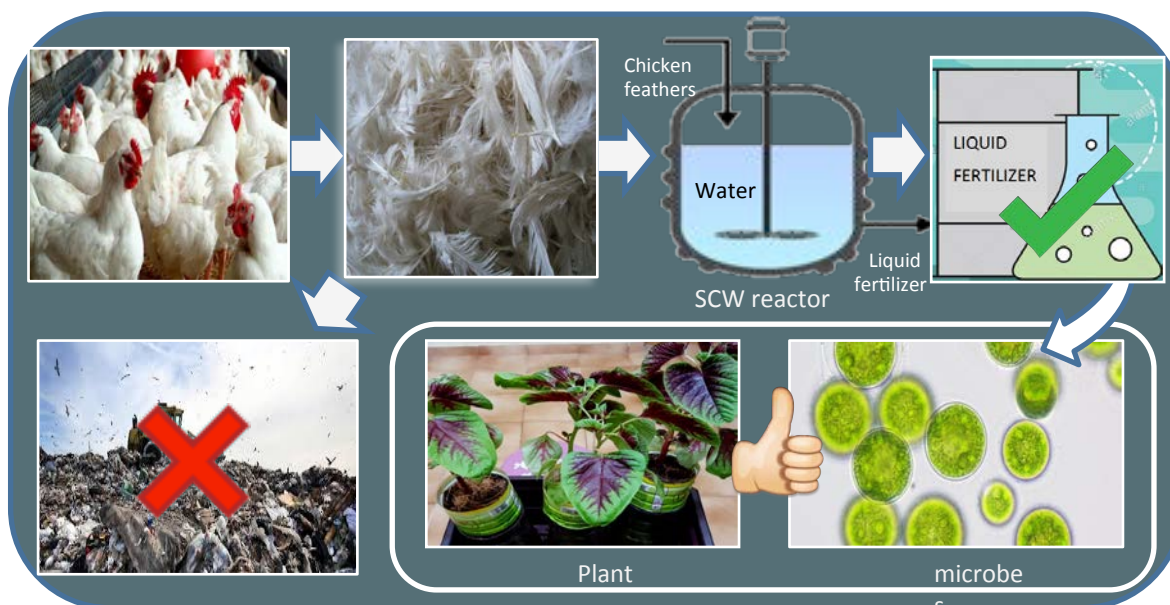 Chicken
feathers
Water
SCW reactor
LIQUID
FERTILIZER
Liquid
fertilizer
Plant
microbe
s